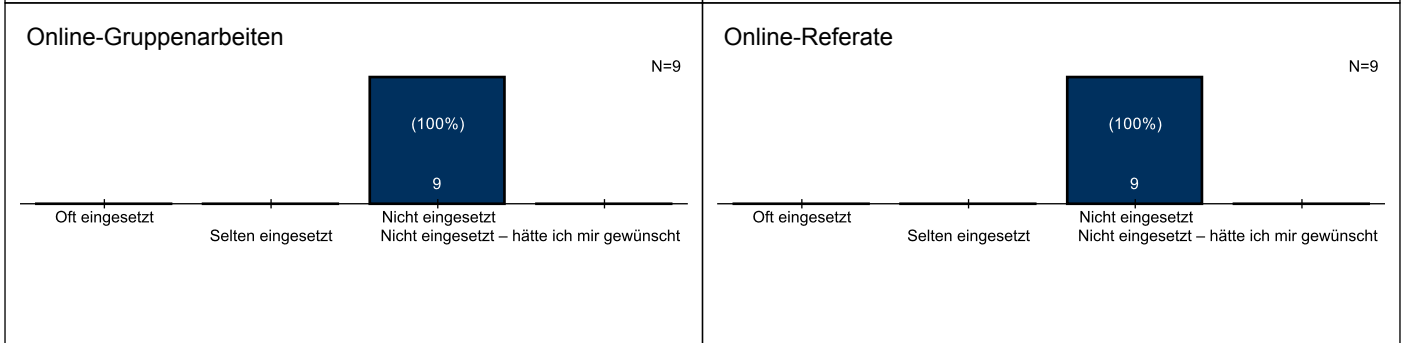 Online-Gruppenarbeiten
N=9
(100%)
9
Oft eingesetzt
Nicht eingesetzt
Selten eingesetzt
Nicht eingesetzt – hätte ich mir gewünscht
Online-Referate
N=9
(100%)
9
Oft eingesetzt
Nicht eingesetzt
Selten eingesetzt
Nicht eingesetzt – hätte ich mir gewünscht